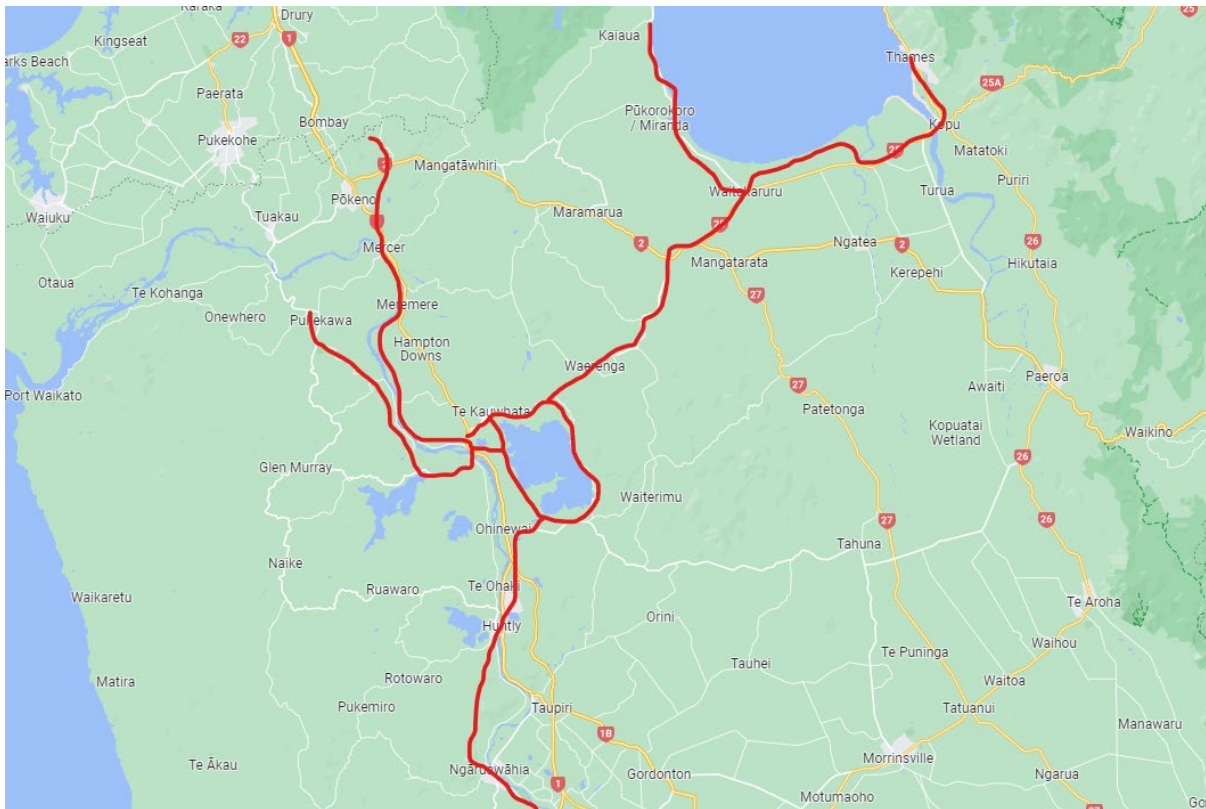 Karaka
Drury
25
Kingseat
22
1
Kaiaua
arks Beach
Thames
Paerata
25A
Bombay
Pūkorokoro
/ Miranda
Kopu
Pukekohe
Matatoki
Mangatāwhiri
Puriri
Waiuku
Pōkeno
Waitakaruru
Turua
Tuakau
Maramarua
Mercer
2
Ngatea
2
26
Mangatarata
Hikutaia
Otaua
Kerepehi
Te Kohanga
27
Meremere
Onewhero
Pukekawa
Hampton
Downs
Waerenga
Paeroa
27
Awaiti
Port Waikato
Patetonga
Te Kauwhata
Kopuatai
Wetland
Waikino
26
Glen Murray
Waiterimu
27
26
Ohinewai
Tahuna
Naike
Te Ohaki
Ruawaro
Waikaretu
Te Aroha
Orini
Huntly
Waihou
Te Puninga
Tauhei
Rotowaro
Waitoa
Matira
Pukemiro
Taupiri
Tatuanui
Manawaru
1B
Morrinsville
Te Ākau
Ngāruawāhia
Gordonton
Ngarua
1
Motumaoho
27
Go